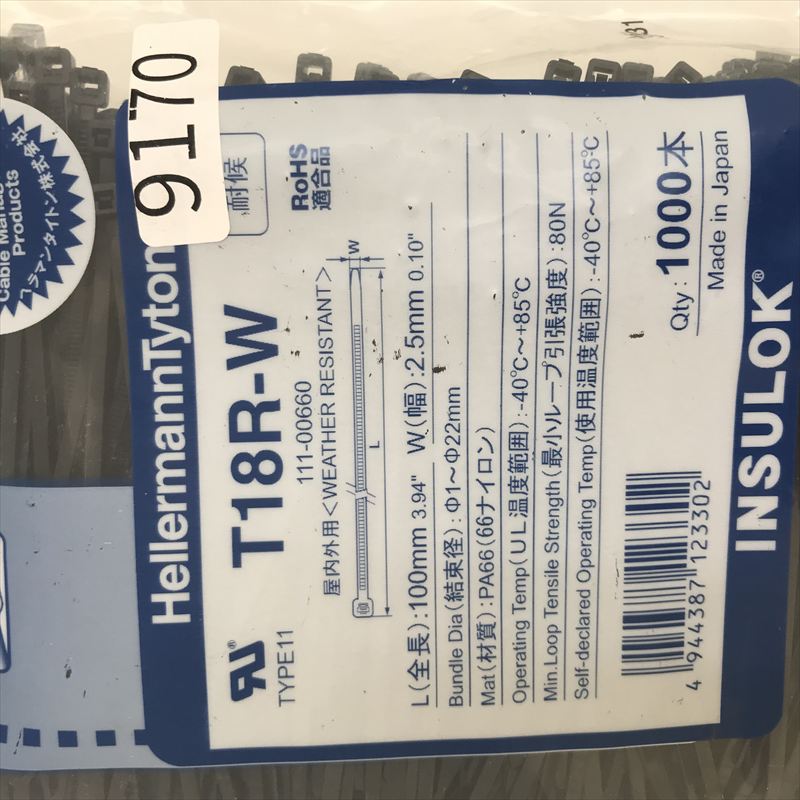 9170
Cable Manu
Products
ヘラマンタイトン株式会社
HellermannTyton
耐候
RoHS
適合品
T18R-W
111-00660
屋内外用<WEATHER RESISTANT>
TYPE11
W
L
L(全長):100mm 3.94" W(幅):2.5mm 0.10"
Bundle Dia(結束径):Φ1～Φ22mm
Mat(材質):PA66(66ナイロン)
Operating Temp(UL温度範囲):-40℃～+85℃
Min.Loop Tensile Strength(最小ループ引張強度):80N
Self-declared Operating Temp(使用温度範囲):-40℃～+85℃
Qty:1000本
Made in Japan
4 944387 123302
INSULOK®